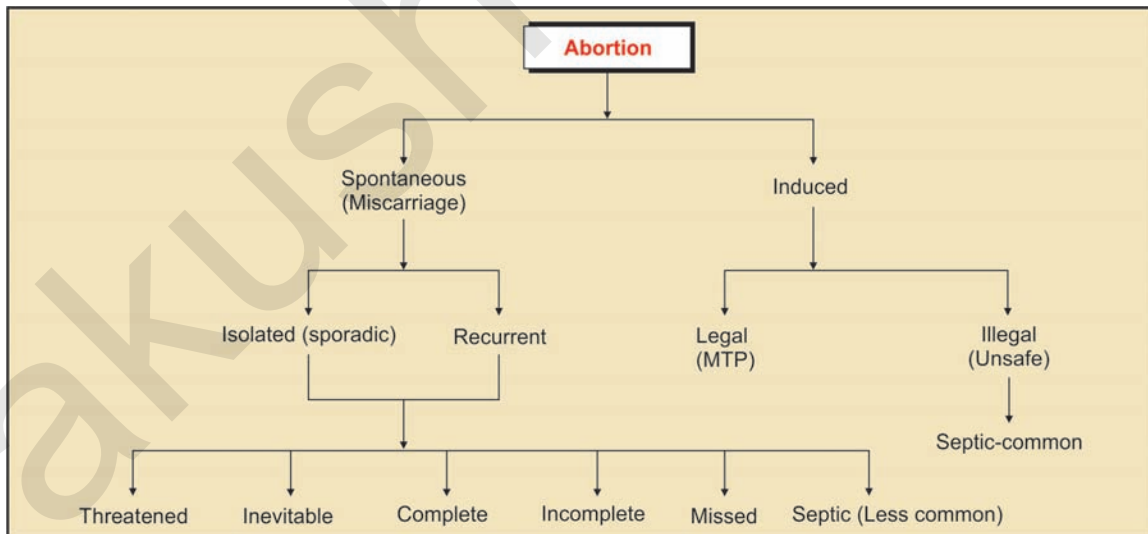 Abortion
Spontaneous
(Miscarriage)
Induced
Isolated (sporadic)
Recurrent
Legal
(MTP)
Illegal
(Unsafe)
Septic-common
Threatened
Inevitable
Complete
Incomplete
Missed
Septic (Less common)
akush